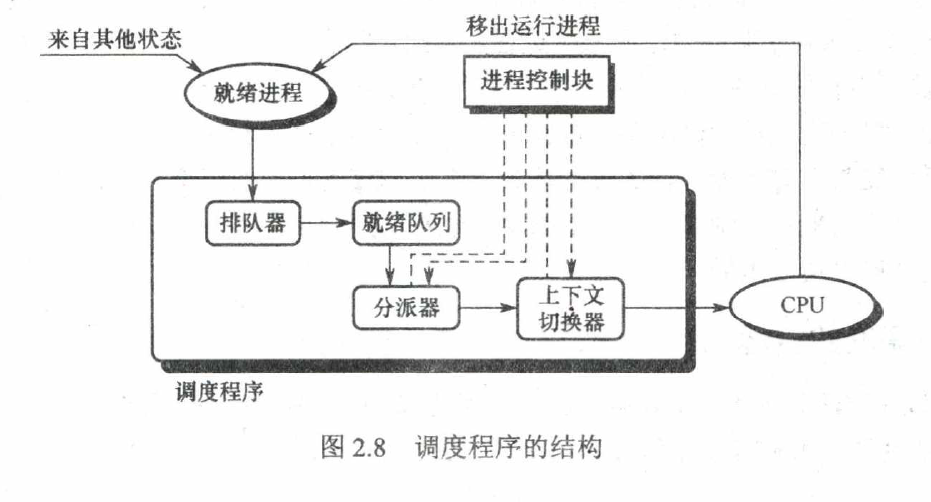 移出运行进程
来自其他状态
就绪进程
进程控制块
排队器
就绪队列
分派器
上下文
切换器
CPU
调度程序
图 2.8 调度程序的结构